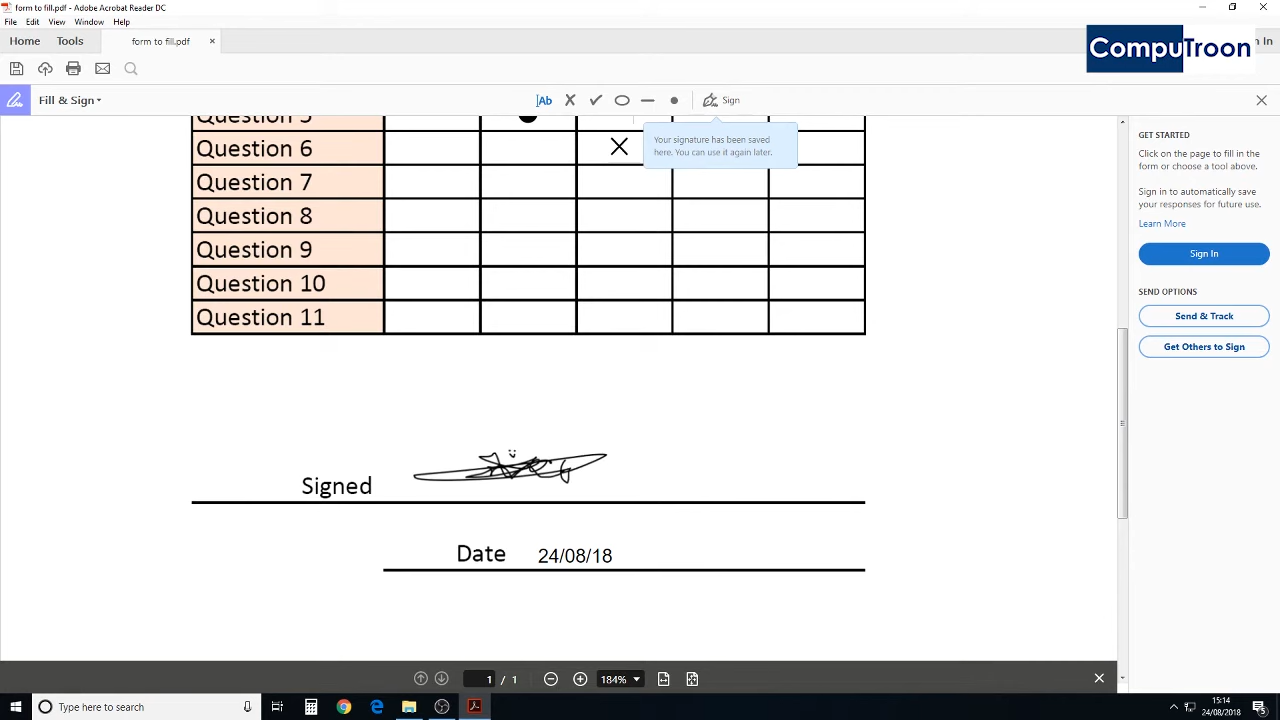 form to fill.pdf - Adobe Acrobat Reader DC
File Edit View Window Help
Home Tools form to fill.pdf
CompuTroon
In
Fill & Sign
Ab Sign
Your signature has been saved
here. You can use it again later.
Question 5
Question 6
Question 7
Question 8
Question 9
Question 10
Question 11
Signed
Date 24/08/18
GET STARTED
Click on the page to fill in the
form or choose a tool above.
Sign in to automatically save
your responses for future use.
Learn More
Sign In
SEND OPTIONS
Send & Track
Get Others to Sign
1 / 1 184%
Type here to search
15:14
24/08/2018